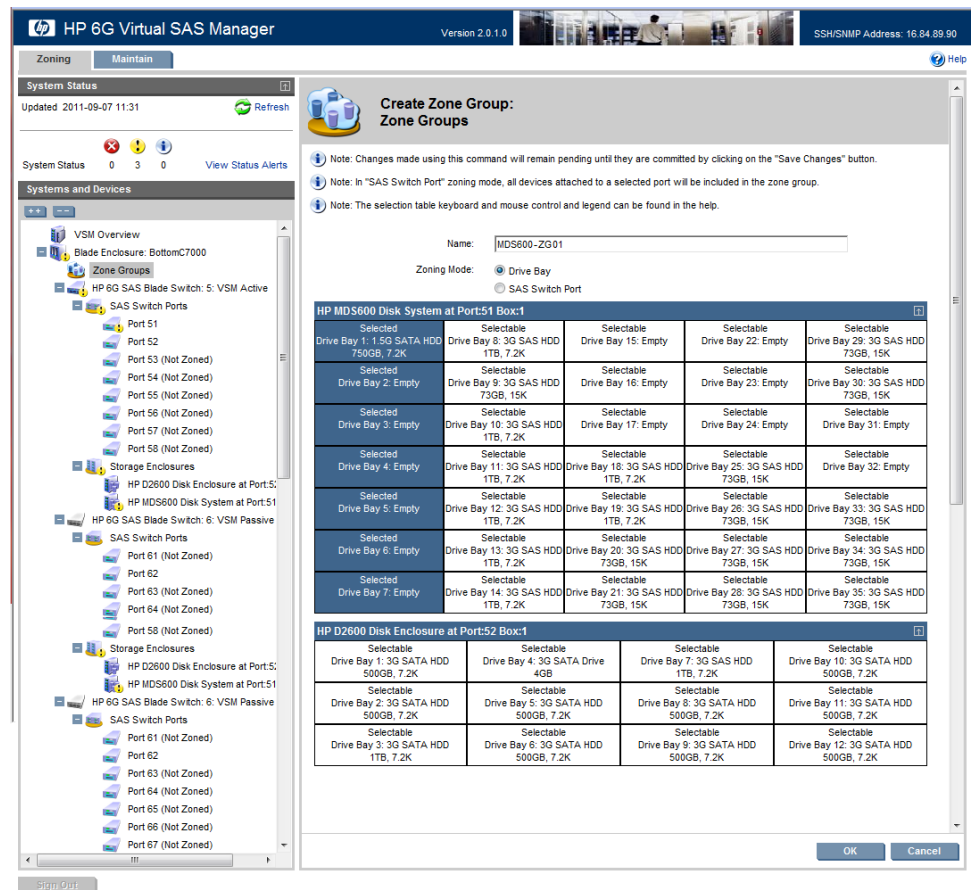 HP 6G Virtual SAS Manager
Version 2.0.1.0
SSH/SNMP Address: 16.84.89.90
Zoning
Maintain
Help
System Status
Updated 2011-09-07 11:31
Refresh
System Status 0 3 0 View Status Alerts
Systems and Devices
VSM Overview
Blade Enclosure: BottomC7000
Zone Groups
HP 6G SAS Blade Switch: 5: VSM Active
SAS Switch Ports
Port 51
Port 52
Port 53 (Not Zoned)
Port 54 (Not Zoned)
Port 55 (Not Zoned)
Port 56 (Not Zoned)
Port 57 (Not Zoned)
Port 58 (Not Zoned)
Storage Enclosures
HP D2600 Disk Enclosure at Port:52
HP MDS600 Disk System at Port:51
HP 6G SAS Blade Switch: 6: VSM Passive
SAS Switch Ports
Port 61 (Not Zoned)
Port 62
Port 63 (Not Zoned)
Port 64 (Not Zoned)
Port 58 (Not Zoned)
Storage Enclosures
HP D2600 Disk Enclosure at Port:52
HP MDS600 Disk System at Port:51
HP 6G SAS Blade Switch: 6: VSM Passive
SAS Switch Ports
Port 61 (Not Zoned)
Port 62
Port 63 (Not Zoned)
Port 64 (Not Zoned)
Port 65 (Not Zoned)
Port 66 (Not Zoned)
Port 67 (Not Zoned)
Sign Out
Create Zone Group:
Zone Groups
Note: Changes made using this command will remain pending until they are committed by clicking on the "Save Changes" button.
Note: In "SAS Switch Port" zoning mode, all devices attached to a selected port will be included in the zone group.
Note: The selection table keyboard and mouse control and legend can be found in the help.
Name: MDS600-ZG01
Zoning Mode: Drive Bay
SAS Switch Port
HP MDS600 Disk System at Port:51 Box:1
Selected Selectable Selectable Selectable Selectable
Drive Bay 1: 1.5G SATA HDD Drive Bay 8: 3G SAS HDD Drive Bay 15: Empty Drive Bay 22: Empty Drive Bay 29: 3G SAS HDD
750GB, 7.2K 1TB, 7.2K 73GB, 15K
Selected Selectable Selectable Selectable Selectable
Drive Bay 2: Empty Drive Bay 9: 3G SAS HDD Drive Bay 16: Empty Drive Bay 23: Empty Drive Bay 30: 3G SAS HDD
73GB, 15K 73GB, 15K
Selected Selectable Selectable Selectable Selectable
Drive Bay 3: Empty Drive Bay 10: 3G SAS HDD Drive Bay 17: Empty Drive Bay 24: Empty Drive Bay 31: Empty
1TB, 7.2K
Selected Selectable Selectable Selectable Selectable
Drive Bay 4: Empty Drive Bay 11: 3G SAS HDD Drive Bay 18: 3G SAS HDD Drive Bay 25: 3G SAS HDD Drive Bay 32: Empty
1TB, 7.2K 1TB, 7.2K 73GB, 15K
Selected Selectable Selectable Selectable Selectable
Drive Bay 5: Empty Drive Bay 12: 3G SAS HDD Drive Bay 19: 3G SAS HDD Drive Bay 26: 3G SAS HDD Drive Bay 33: 3G SAS HDD
1TB, 7.2K 1TB, 7.2K 73GB, 15K 73GB, 15K
Selected Selectable Selectable Selectable Selectable
Drive Bay 6: Empty Drive Bay 13: 3G SAS HDD Drive Bay 20: 3G SAS HDD Drive Bay 27: 3G SAS HDD Drive Bay 34: 3G SAS HDD
1TB, 7.2K 73GB, 15K 73GB, 15K 73GB, 15K
Selected Selectable Selectable Selectable Selectable
Drive Bay 7: Empty Drive Bay 14: 3G SAS HDD Drive Bay 21: 3G SAS HDD Drive Bay 28: 3G SAS HDD Drive Bay 35: 3G SAS HDD
1TB, 7.2K 73GB, 15K 73GB, 15K 73GB, 15K
HP D2600 Disk Enclosure at Port:52 Box:1
Selectable Selectable Selectable Selectable
Drive Bay 1: 3G SATA HDD Drive Bay 4: 3G SATA Drive Drive Bay 7: 3G SAS HDD Drive Bay 10: 3G SATA HDD
500GB, 7.2K 4GB 1TB, 7.2K 500GB, 7.2K
Selectable Selectable Selectable Selectable
Drive Bay 2: 3G SATA HDD Drive Bay 5: 3G SATA HDD Drive Bay 8: 3G SATA HDD Drive Bay 11: 3G SATA HDD
500GB, 7.2K 500GB, 7.2K 500GB, 7.2K 500GB, 7.2K
Selectable Selectable Selectable Selectable
Drive Bay 3: 3G SATA HDD Drive Bay 6: 3G SATA HDD Drive Bay 9: 3G SATA HDD Drive Bay 12: 3G SATA HDD
1TB, 7.2K 500GB, 7.2K 500GB, 7.2K 500GB, 7.2K
OK Cancel